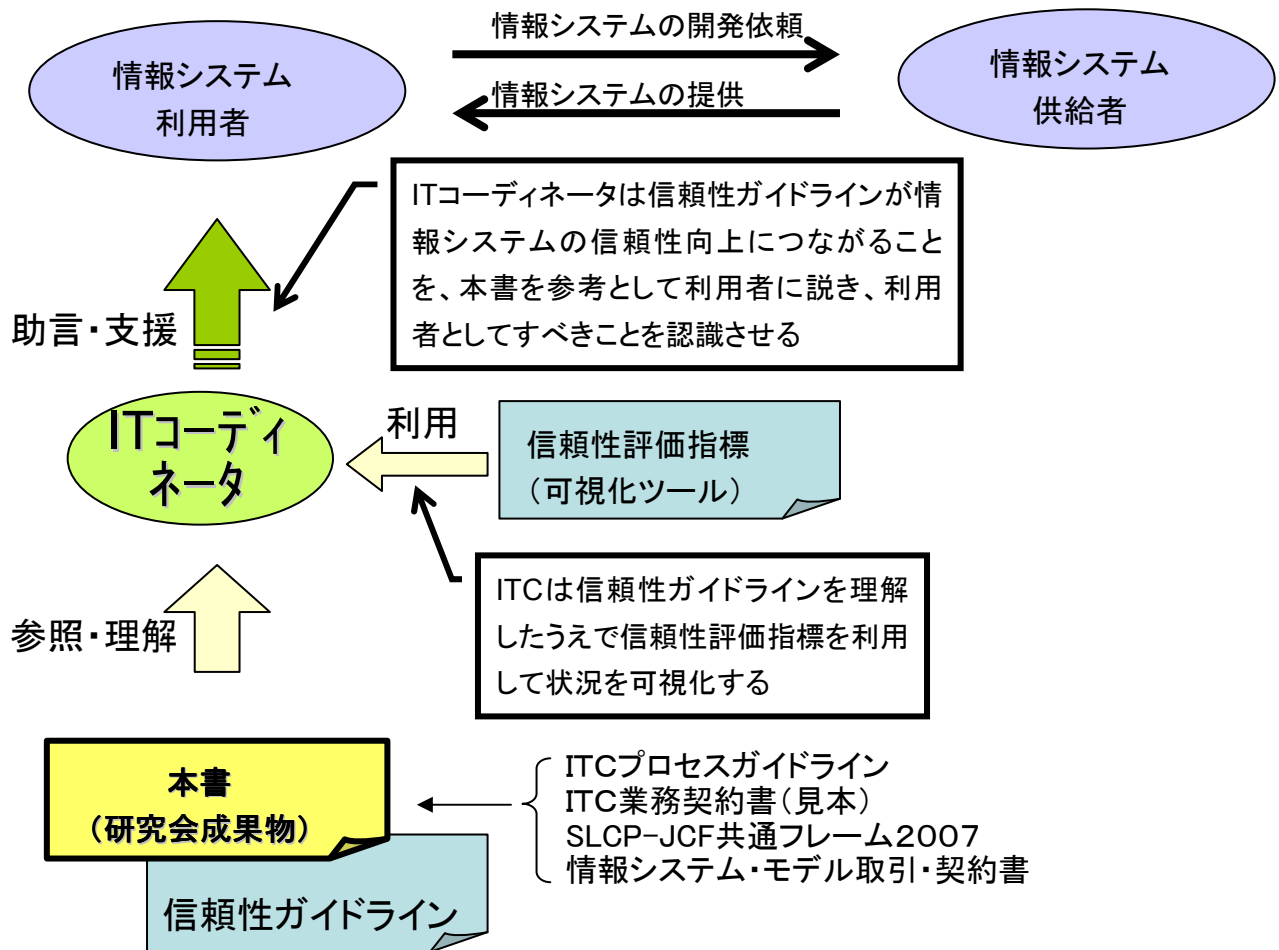 情報システムの開発依頼
情報システム
利用者
情報システム
供給者
情報システムの提供
ITコーディネータは信頼性ガイドラインが情
報システムの信頼性向上につながること
を、本書を参考として利用者に説き、利用
者としてすべきことを認識させる
助言・支援
ITコーディ
ネータ
利用
信頼性評価指標
（可視化ツール）
ITCは信頼性ガイドラインを理解
したうえで信頼性評価指標を利用
して状況を可視化する
参照・理解
本書
（研究会成果物）
ITCプロセスガイドライン
ITC業務契約書（見本）
SLCP-JCF共通フレーム2007
情報システム・モデル取引・契約書
信頼性ガイドライン